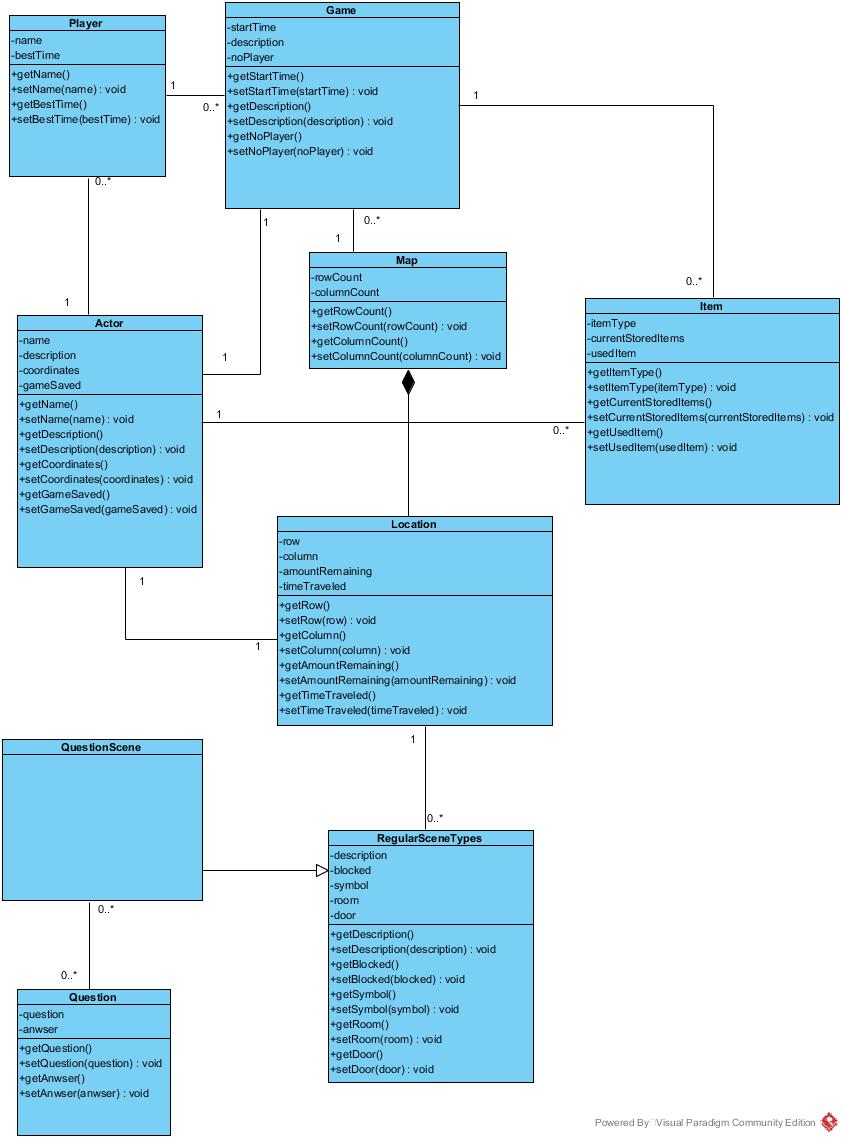 Player
-name
-bestTime
+getName()
+setName(name) : void
+getBestTime()
+setBestTime(bestTime) : void
Game
-startTime
-description
-noPlayer
+getStartTime()
+setStartTime(startTime) : void
+getDescription()
+setDescription(description) : void
+getNoPlayer()
+setNoPlayer(noPlayer) : void
1
0..*
1
0..*
0..*
1
1
1
0..*
1
Map
-rowCount
-columnCount
+getRowCount()
+setRowCount(rowCount) : void
+getColumnCount()
+setColumnCount(columnCount) : void
Item
-itemType
-currentStoredItems
-usedItem
+getItemType()
+setItemType(itemType) : void
+getCurrentStoredItems()
+setCurrentStoredItems(currentStoredItems) : void
+getUsedItem()
+setUsedItem(usedItem) : void
Actor
-name
-description
-coordinates
-gameSaved
+getName()
+setName(name) : void
+getDescription()
+setDescription(description) : void
+getCoordinates()
+setCoordinates(coordinates) : void
+getGameSaved()
+setGameSaved(gameSaved) : void
1
0..*
1
1
Location
-row
-column
-amountRemaining
-timeTraveled
+getRow()
+setRow(row) : void
+getColumn()
+setColumn(column) : void
+getAmountRemaining()
+setAmountRemaining(amountRemaining) : void
+getTimeTraveled()
+setTimeTraveled(timeTraveled) : void
1
0..*
QuestionScene
RegularSceneTypes
-description
-blocked
-symbol
-room
-door
+getDescription()
+setDescription(description) : void
+getBlocked()
+setBlocked(blocked) : void
+getSymbol()
+setSymbol(symbol) : void
+getRoom()
+setRoom(room) : void
+getDoor()
+setDoor(door) : void
0..*
0..*
Question
-question
-anwser
+getQuestion()
+setQuestion(question) : void
+getAnwser()
+setAnwser(anwser) : void
Powered By Visual Paradigm Community Edition